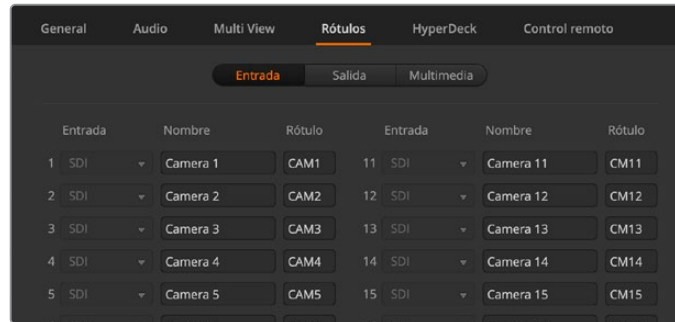 General Audio Multi View Rótulos HyperDeck Control remoto
Entrada Salida Multimedia
Entrada Nombre Rótulo Entrada Nombre Rótulo
1 SDI Camera 1 CAM1 11 SDI Camera 11 CM11
2 SDI Camera 2 CAM2 12 SDI Camera 12 CM12
3 SDI Camera 3 CAM3 13 SDI Camera 13 CM13
4 SDI Camera 4 CAM4 14 SDI Camera 14 CM14
5 SDI Camera 5 CAM5 15 SDI Camera 15 CM15